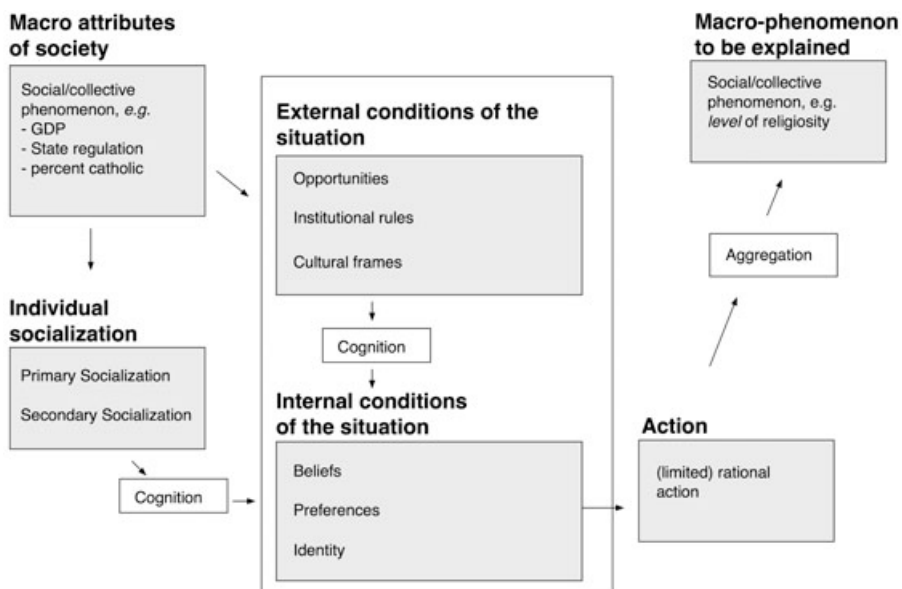 Macro attributes
of society
Social/collective
phenomenon, e.g.
- GDP
- State regulation
- percent catholic
Individual
socialization
Primary Socialization
Secondary Socialization
Cognition
External conditions of the
situation
Opportunities
Institutional rules
Cultural frames
Cognition
Internal conditions
of the situation
Beliefs
Preferences
Identity
Action
(limited) rational
action
Aggregation
Macro-phenomenon
to be explained
Social/collective
phenomenon, e.g.
level of religiosity